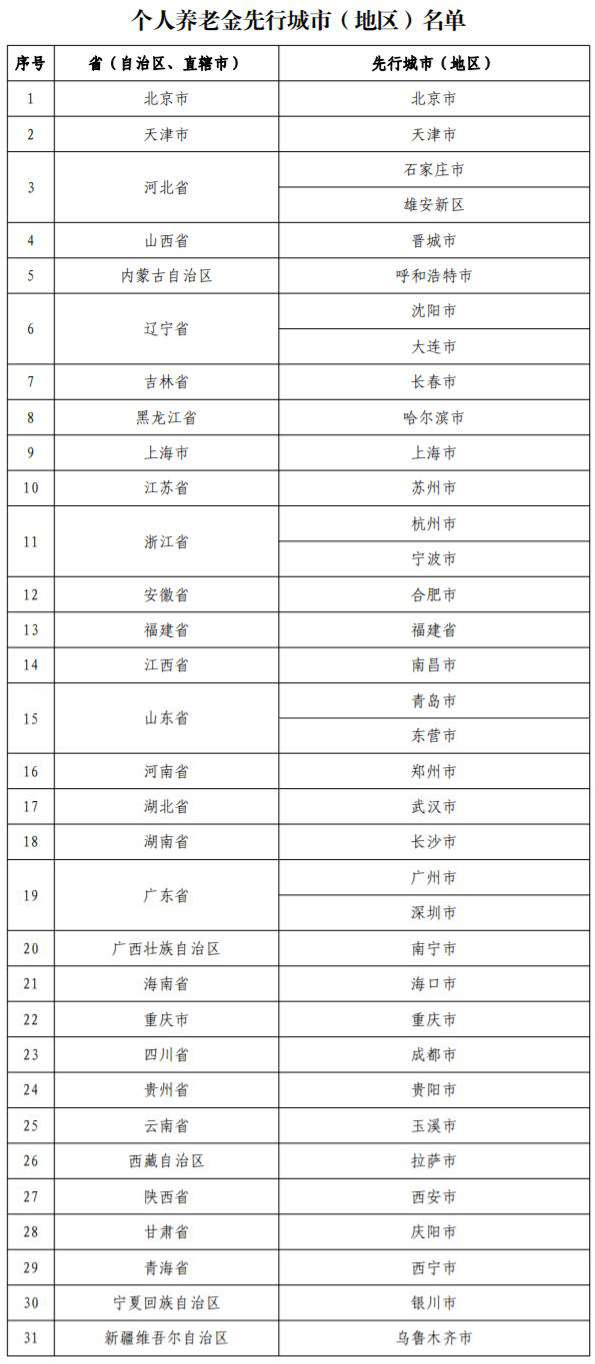 个人养老金先行城市（地区）名单
序号 省（自治区、直辖市） 先行城市（地区）
1 北京市 北京市
2 天津市 天津市
3 河北省 石家庄市
雄安新区
4 山西省 晋城市
5 内蒙古自治区 呼和浩特市
6 辽宁省 沈阳市
大连市
7 吉林省 长春市
8 黑龙江省 哈尔滨市
9 上海市 上海市
10 江苏省 苏州市
11 浙江省 杭州市
宁波市
12 安徽省 合肥市
13 福建省 福建省
14 江西省 南昌市
15 山东省 青岛市
东营市
16 河南省 郑州市
17 湖北省 武汉市
18 湖南省 长沙市
19 广东省 广州市
深圳市
20 广西壮族自治区 南宁市
21 海南省 海口市
22 重庆市 重庆市
23 四川省 成都市
24 贵州省 贵阳市
25 云南省 玉溪市
26 西藏自治区 拉萨市
27 陕西省 西安市
28 甘肃省 庆阳市
29 青海省 西宁市
30 宁夏回族自治区 银川市
31 新疆维吾尔自治区 乌鲁木齐市